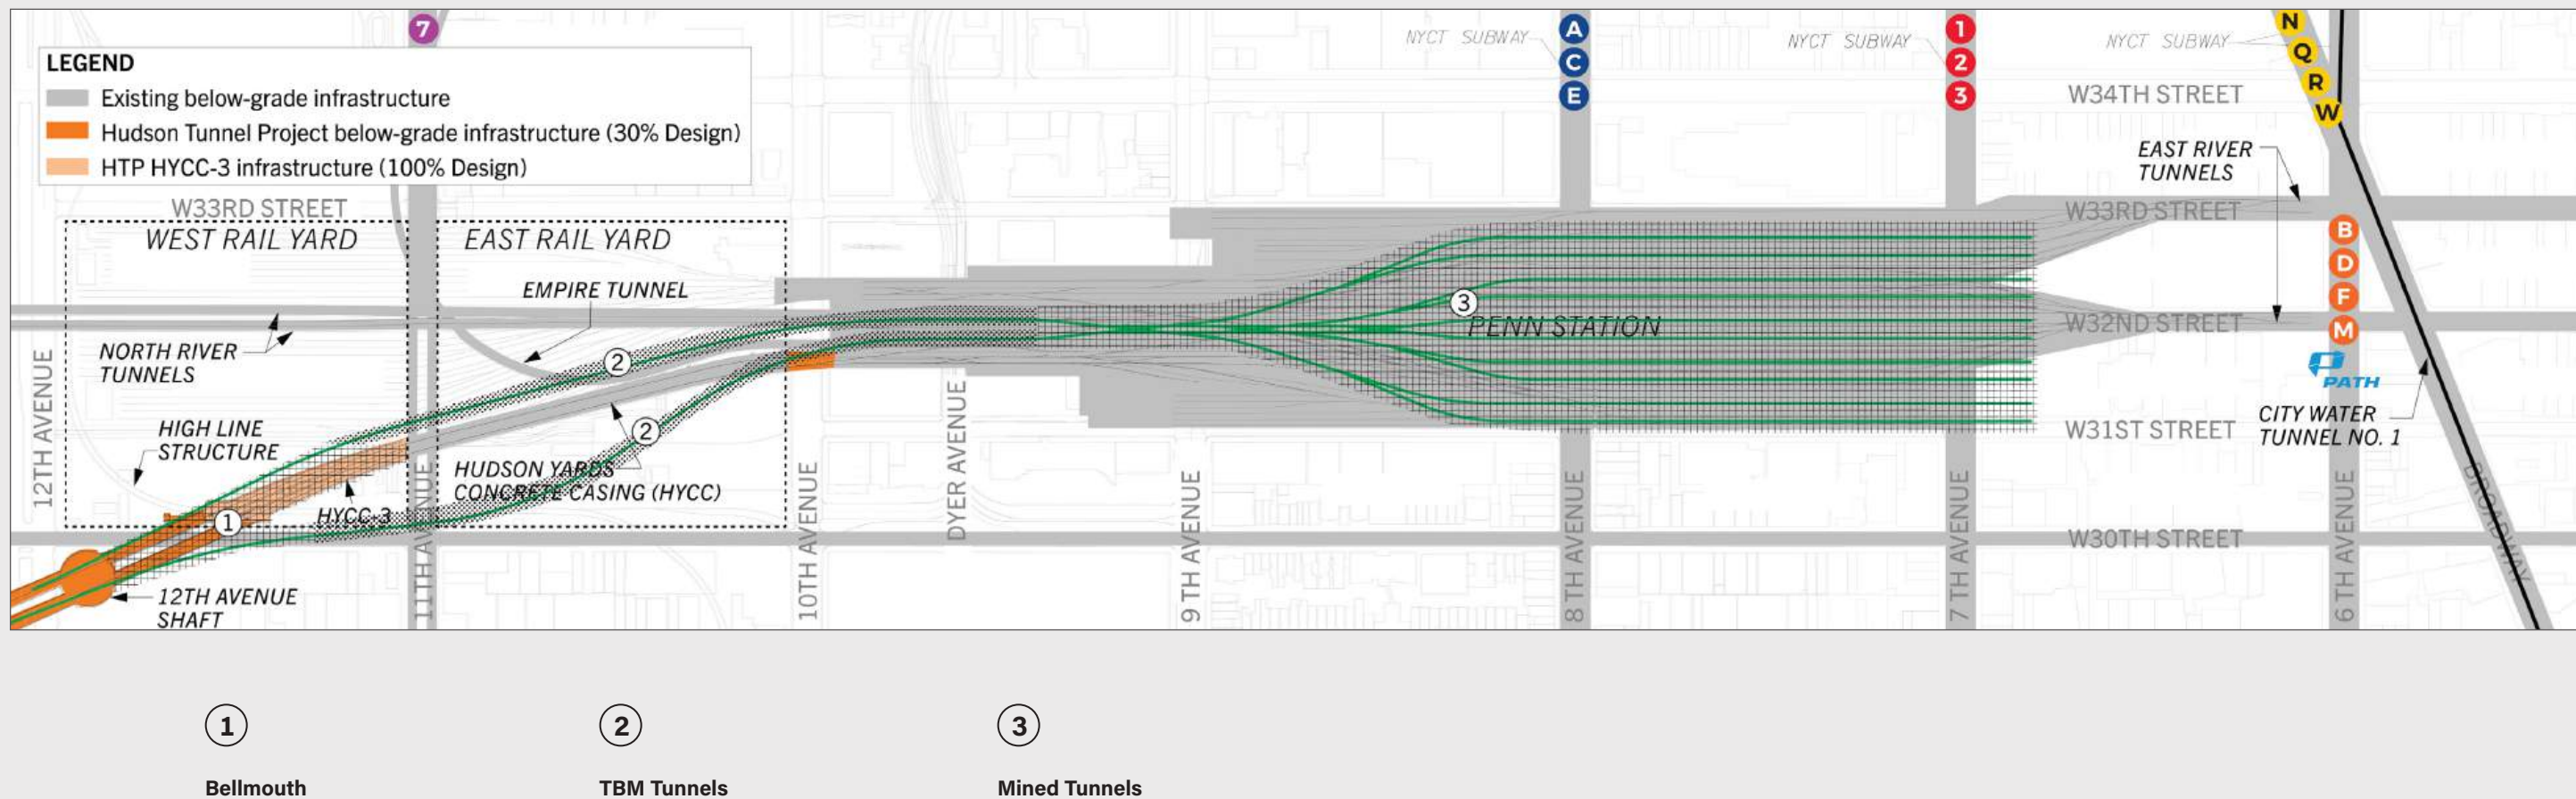 7
NYCT SUBWAY
A
C
E
NYCT SUBWAY
1
2
3
NYCT SUBWAY
N
Q
R
W
LEGEND
Existing below-grade infrastructure
Hudson Tunnel Project below-grade infrastructure (30% Design)
HTP HYCC-3 infrastructure (100% Design)
W34TH STREET
EAST RIVER
TUNNELS
W33RD STREET
W33RD STREET
WEST RAIL YARD
EAST RAIL YARD
EMPIRE TUNNEL
B
D
F
M
PATH
3
PENN STATION
W32ND STREET
NORTH RIVER
TUNNELS
2
2
12TH AVENUE
HIGH LINE
STRUCTURE
HUDSON YARDS
CONCRETE CASING (HYCC)
HYCC-3
1
W31ST STREET
CITY WATER
TUNNEL NO. 1
BROADWAY
11TH AVENUE
10TH AVENUE
DYER AVENUE
9TH AVENUE
8TH AVENUE
7TH AVENUE
6TH AVENUE
W30TH STREET
12TH AVENUE
SHAFT
1
Bellmouth
2
TBM Tunnels
3
Mined Tunnels